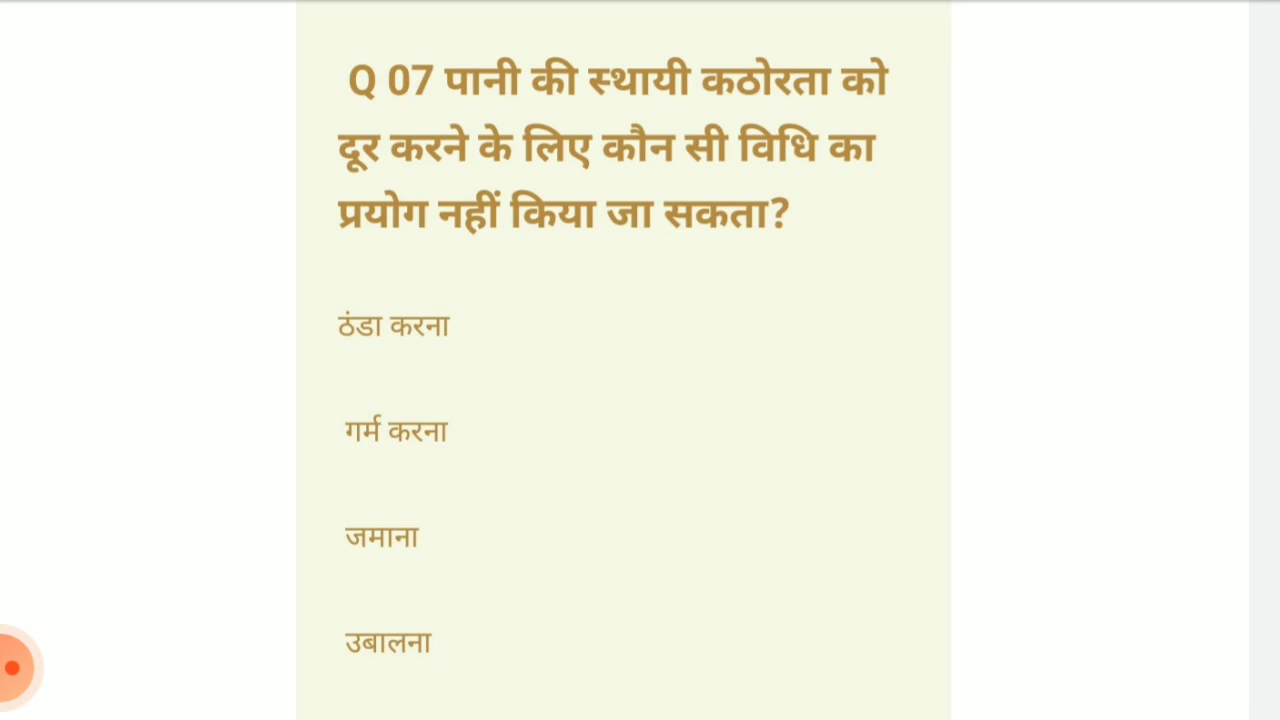 Q 07 पानी की स्थायी कठोरता को
दूर करने के लिए कौन सी विधि का
प्रयोग नहीं किया जा सकता?
ठंडा करना
गर्म करना
जमाना
उबालना